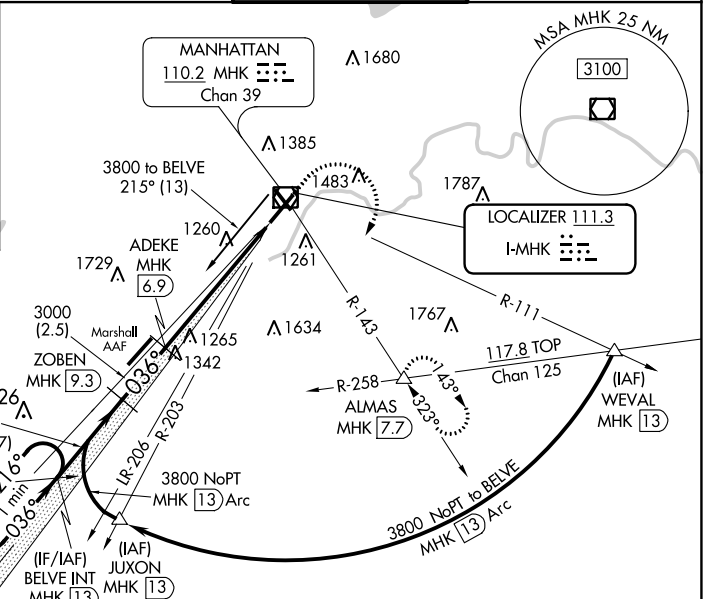 MSA MHK 25 NM
3100
MANHATTAN
110.2 MHK
Chan 39
1680
1385
3800 to BELVE
215° (13)
1483
1787
LOCALIZER 111.3
I-MHK
1260
1261
ADEKE
MHK
6.9
1729
R-143
R-111
3000
(2.5)
Marshall
AAF
1265
1634
1767
117.8 TOP
Chan 125
ZOBEN
MHK 9.3
036°
1342
R-258
143°
323°
ALMAS
MHK 7.7
(IAF)
WEVAL
MHK 13
LR-206
R-203
1 min
036°
3800 NoPT
MHK 13 Arc
3800 NoPT to BELVE
MHK 13 Arc
(IF/IAF)
BELVE INT
MHK 13
(IAF)
JUXON
MHK 13